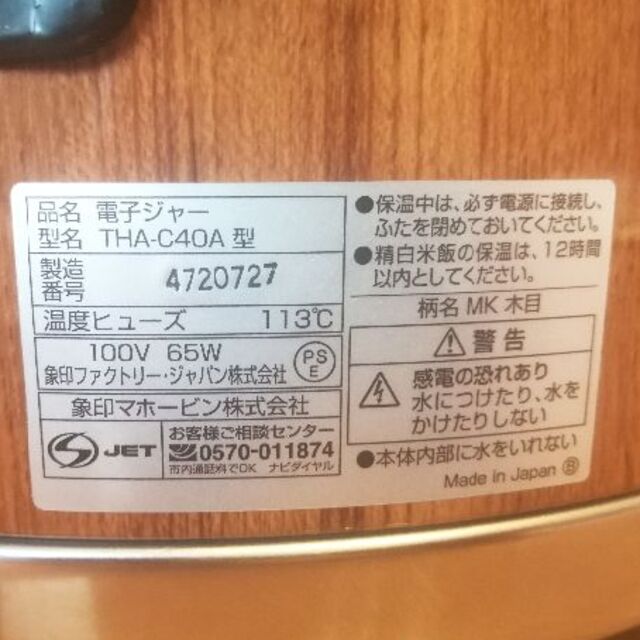 品名 電子ジャー
型名 THA-C40A 型
製造番号 4720727
温度ヒューズ 113℃
100V 65W
象印ファクトリー・ジャパン株式会社
PS
E
象印マホービン株式会社
JET
お客様ご相談センター
0570-011874
市内通話料でOK ナビダイヤル
●保温中は、必ず電源に接続し、
ふたを閉めておいてください。
●精白米飯の保温は、12時間
以内としてください。
柄名 MK 木目
警告
感電の恐れあり
水につけたり、水を
かけたりしない
●本体内部に水をいれない
Made in Japan Ⓑ